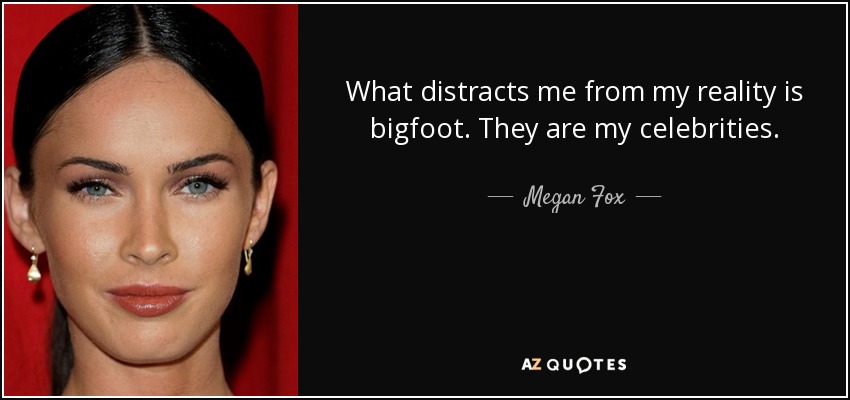 What distracts me from my reality is
bigfoot. They are my celebrities.
Megan Fox
AZ QUOTES